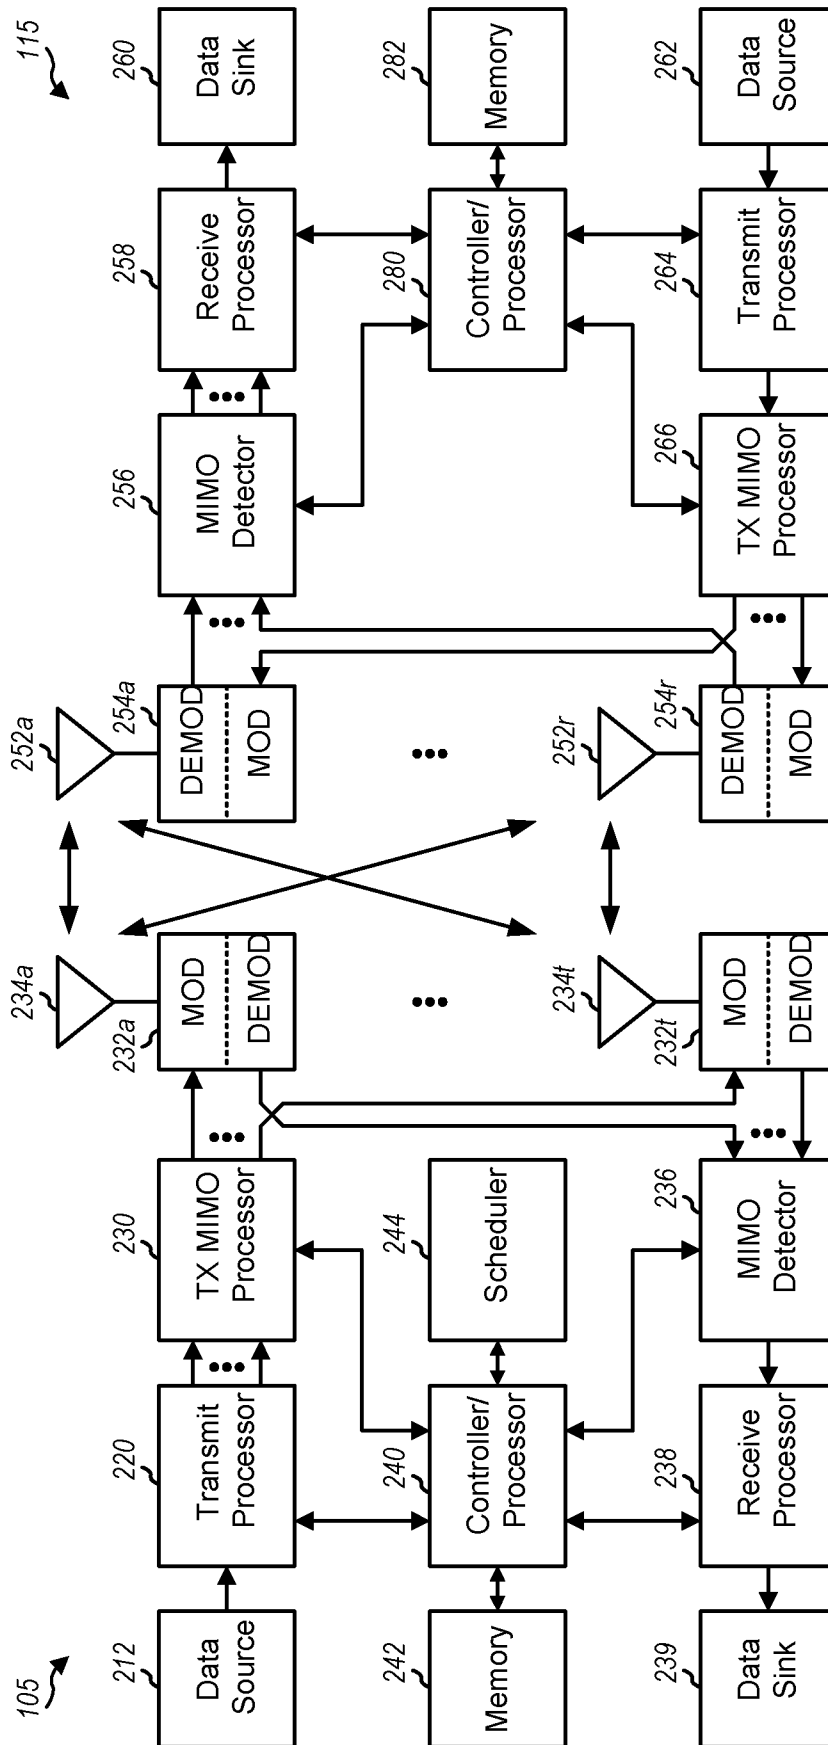 105
115
212
Data
Source
220
Transmit
Processor
•••
230
TX MIMO
Processor
•••
232a
MOD
DEMOD
234a
252a
254a
DEMOD
MOD
•••
256
MIMO
Detector
•••
258
Receive
Processor
260
Data
Sink
242
Memory
240
Controller/
Processor
244
Scheduler
•••
•••
280
Controller/
Processor
282
Memory
239
Data
Sink
238
Receive
Processor
236
MIMO
Detector
•••
232t
MOD
DEMOD
234t
252r
254r
DEMOD
MOD
•••
266
TX MIMO
Processor
264
Transmit
Processor
262
Data
Source